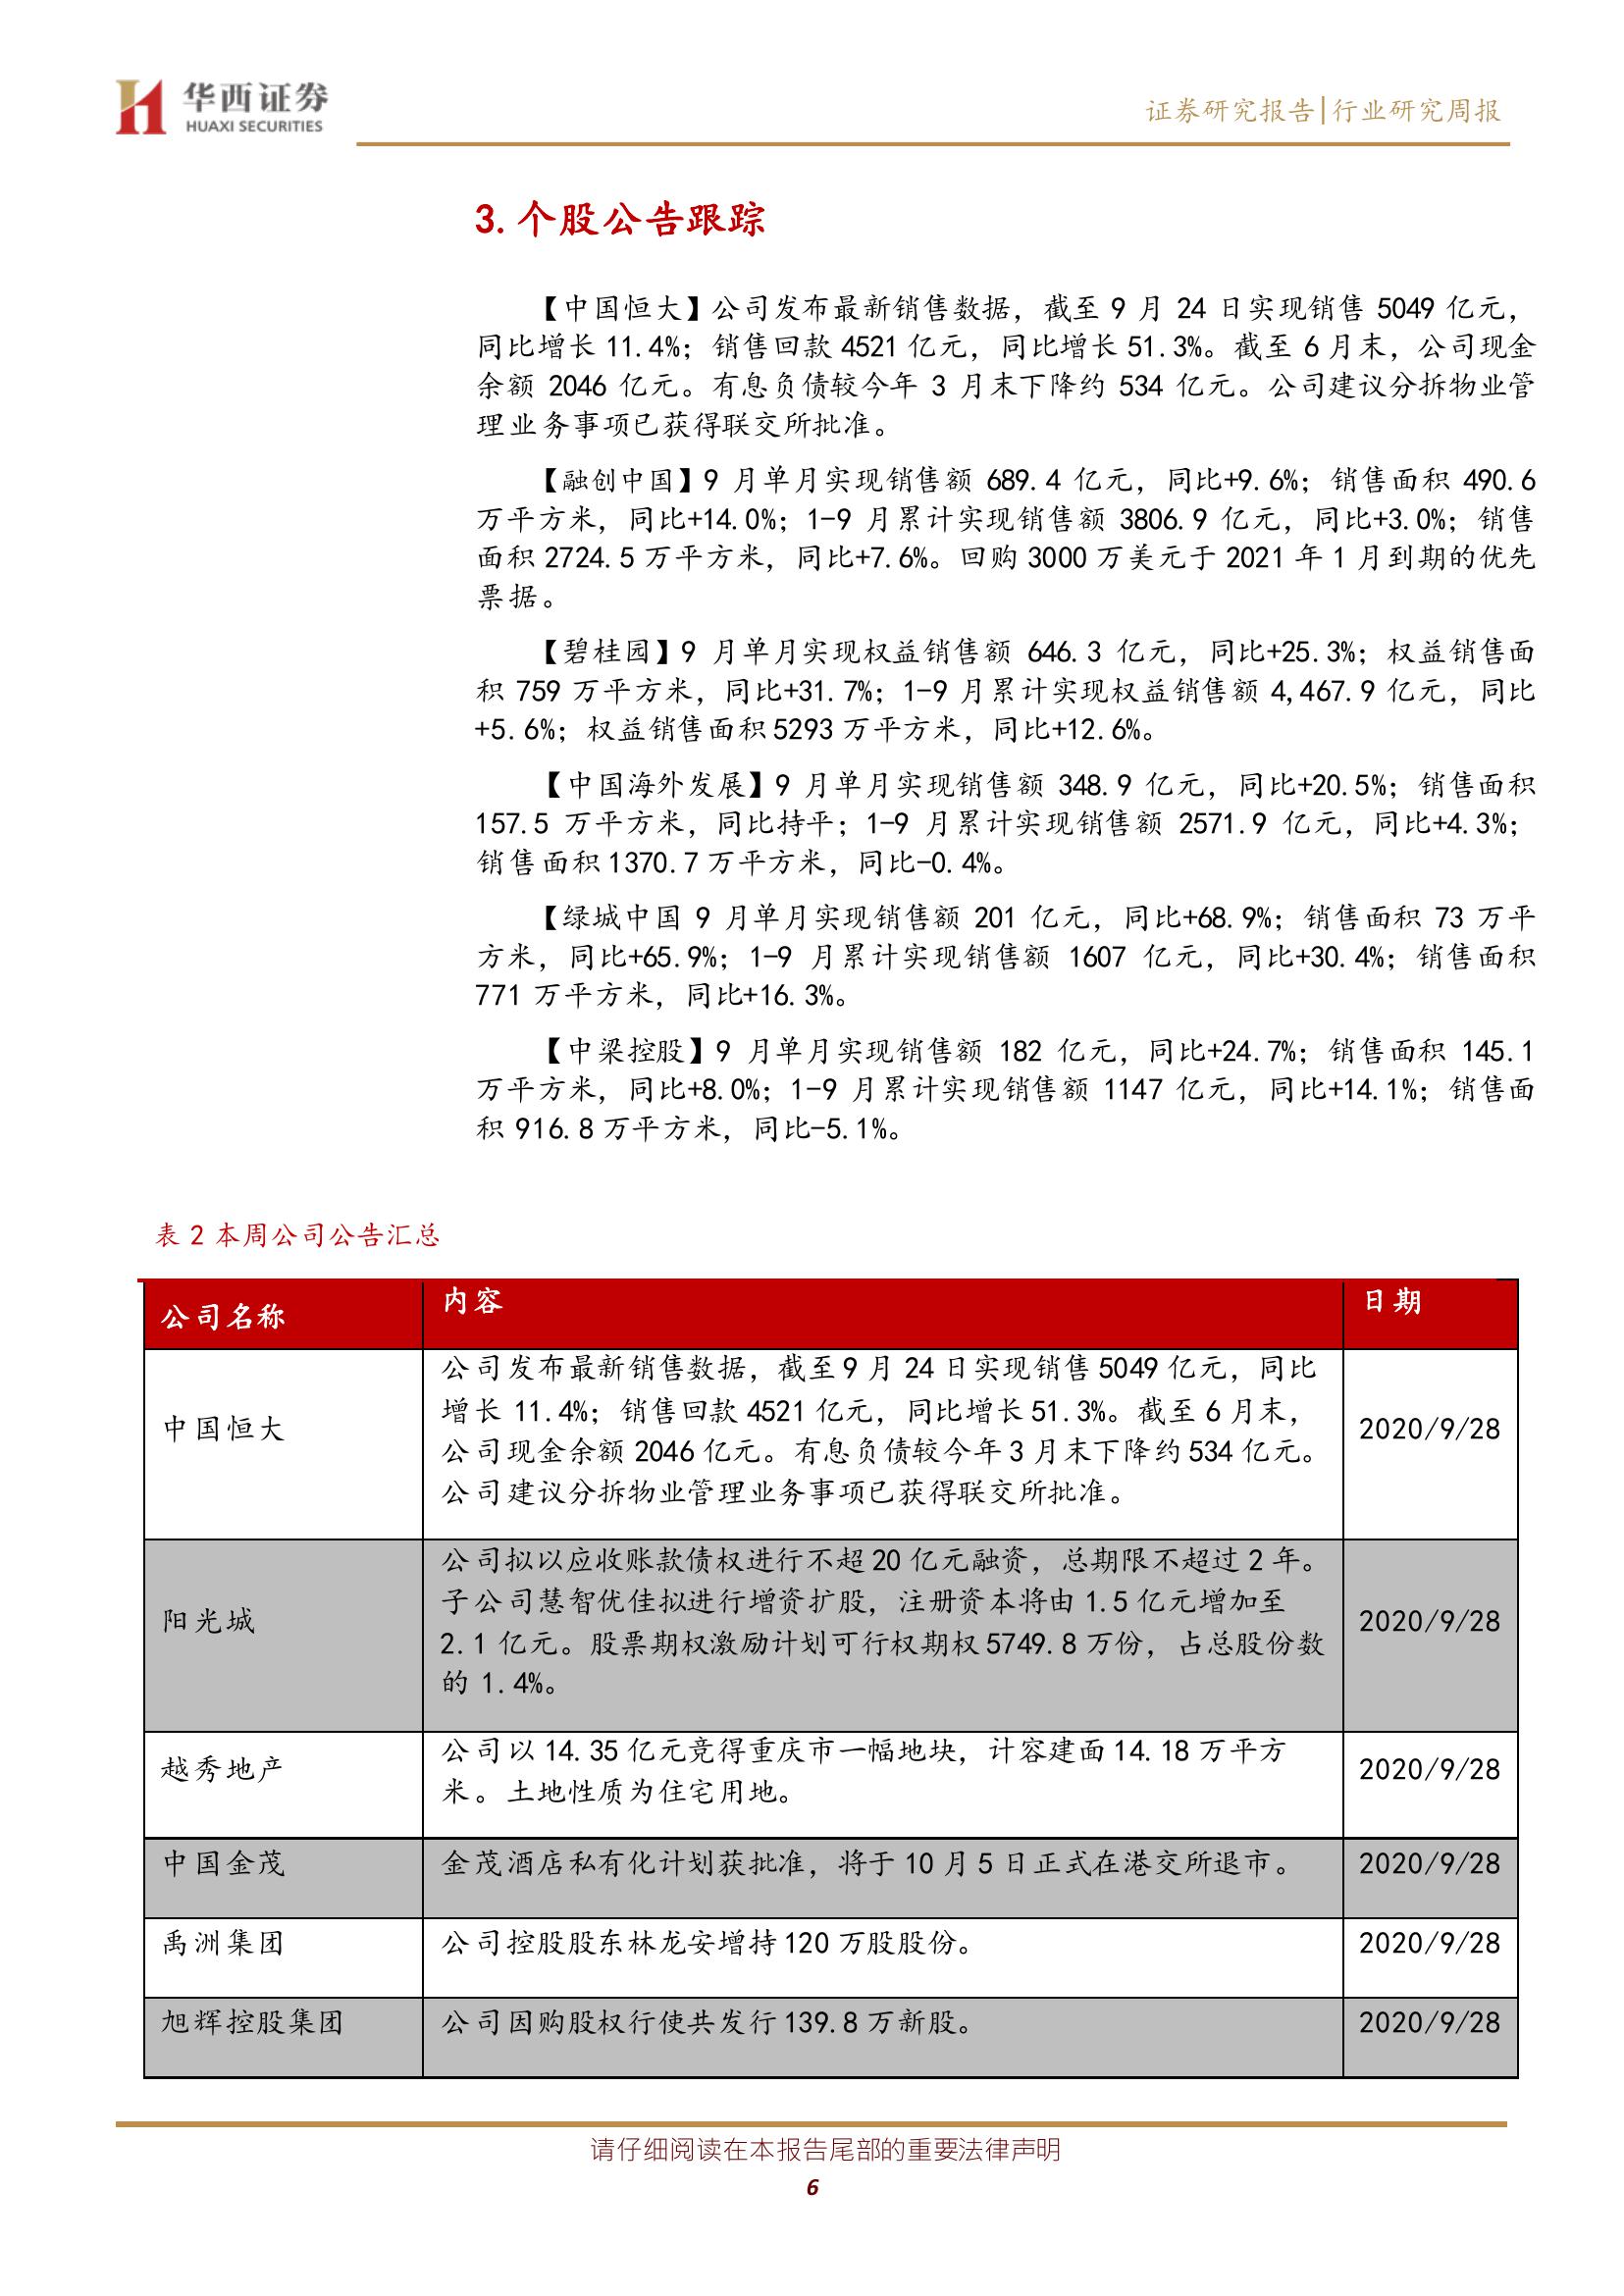 华西证券
HUAXI SECURITIES
证券研究报告|行业研究周报
3.个股公告跟踪
【中国恒大】公司发布最新销售数据，截至 9 月 24 日实现销售 5049 亿元，
同比增长 11.4%；销售回款 4521 亿元，同比增长 51.3%。截至 6 月末，公司现金
余额 2046 亿元。有息负债较今年 3 月末下降约 534 亿元。公司建议分拆物业管
理业务事项已获得联交所批准。
【融创中国】9 月单月实现销售额 689.4 亿元，同比+9.6%；销售面积 490.6
万平方米，同比+14.0%；1-9 月累计实现销售额 3806.9 亿元，同比+3.0%；销售
面积 2724.5 万平方米，同比+7.6%。回购 3000 万美元于 2021 年 1 月到期的优先
票据。
【碧桂园】9 月单月实现权益销售额 646.3 亿元，同比+25.3%；权益销售面
积 759 万平方米，同比+31.7%；1-9 月累计实现权益销售额 4,467.9 亿元，同比
+5.6%；权益销售面积 5293 万平方米，同比+12.6%。
【中国海外发展】9 月单月实现销售额 348.9 亿元，同比+20.5%；销售面积
157.5 万平方米，同比持平；1-9 月累计实现销售额 2571.9 亿元，同比+4.3%；
销售面积 1370.7 万平方米，同比-0.4%。
【绿城中国 9 月单月实现销售额 201 亿元，同比+68.9%；销售面积 73 万平
方米，同比+65.9%；1-9 月累计实现销售额 1607 亿元，同比+30.4%；销售面积
771 万平方米，同比+16.3%。
【中梁控股】9 月单月实现销售额 182 亿元，同比+24.7%；销售面积 145.1
万平方米，同比+8.0%；1-9 月累计实现销售额 1147 亿元，同比+14.1%；销售面
积 916.8 万平方米，同比-5.1%。
表 2 本周公司公告汇总
公司名称 内容 日期
中国恒大
公司发布最新销售数据，截至 9 月 24 日实现销售 5049 亿元，同比
增长 11.4%；销售回款 4521 亿元，同比增长 51.3%。截至 6 月末，
公司现金余额 2046 亿元。有息负债较今年 3 月末下降约 534 亿元。
公司建议分拆物业管理业务事项已获得联交所批准。
2020/9/28
阳光城
公司拟以应收账款债权进行不超 20 亿元融资，总期限不超过 2 年。
子公司慧智优佳拟进行增资扩股，注册资本将由 1.5 亿元增加至
2.1 亿元。股票期权激励计划可行权期权 5749.8 万份，占总股份数
的 1.4%。
2020/9/28
越秀地产
公司以 14.35 亿元竞得重庆市一幅地块，计容建面 14.18 万平方
米。土地性质为住宅用地。
2020/9/28
中国金茂 金茂酒店私有化计划获批准，将于 10 月 5 日正式在港交所退市。 2020/9/28
禹洲集团 公司控股股东林龙安增持 120 万股股份。 2020/9/28
旭辉控股集团 公司因购股权行使共发行 139.8 万新股。 2020/9/28
请仔细阅读在本报告尾部的重要法律声明
6